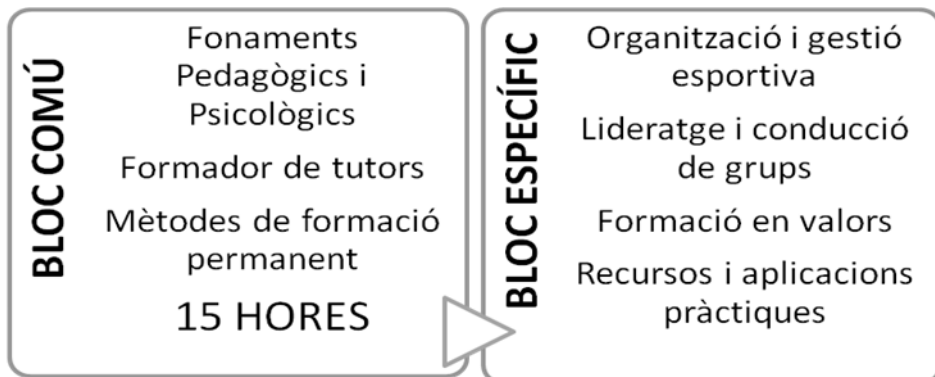 BLOC COMÚ
Fonaments
Pedagògics i
Psicològics
Formador de tutors
Mètodes de formació
permanent
15 HORES
BLOC ESPECÍFIC
Organització i gestió
esportiva
Lideratge i conducció
de grups
Formació en valors
Recursos i aplicacions
pràctiques